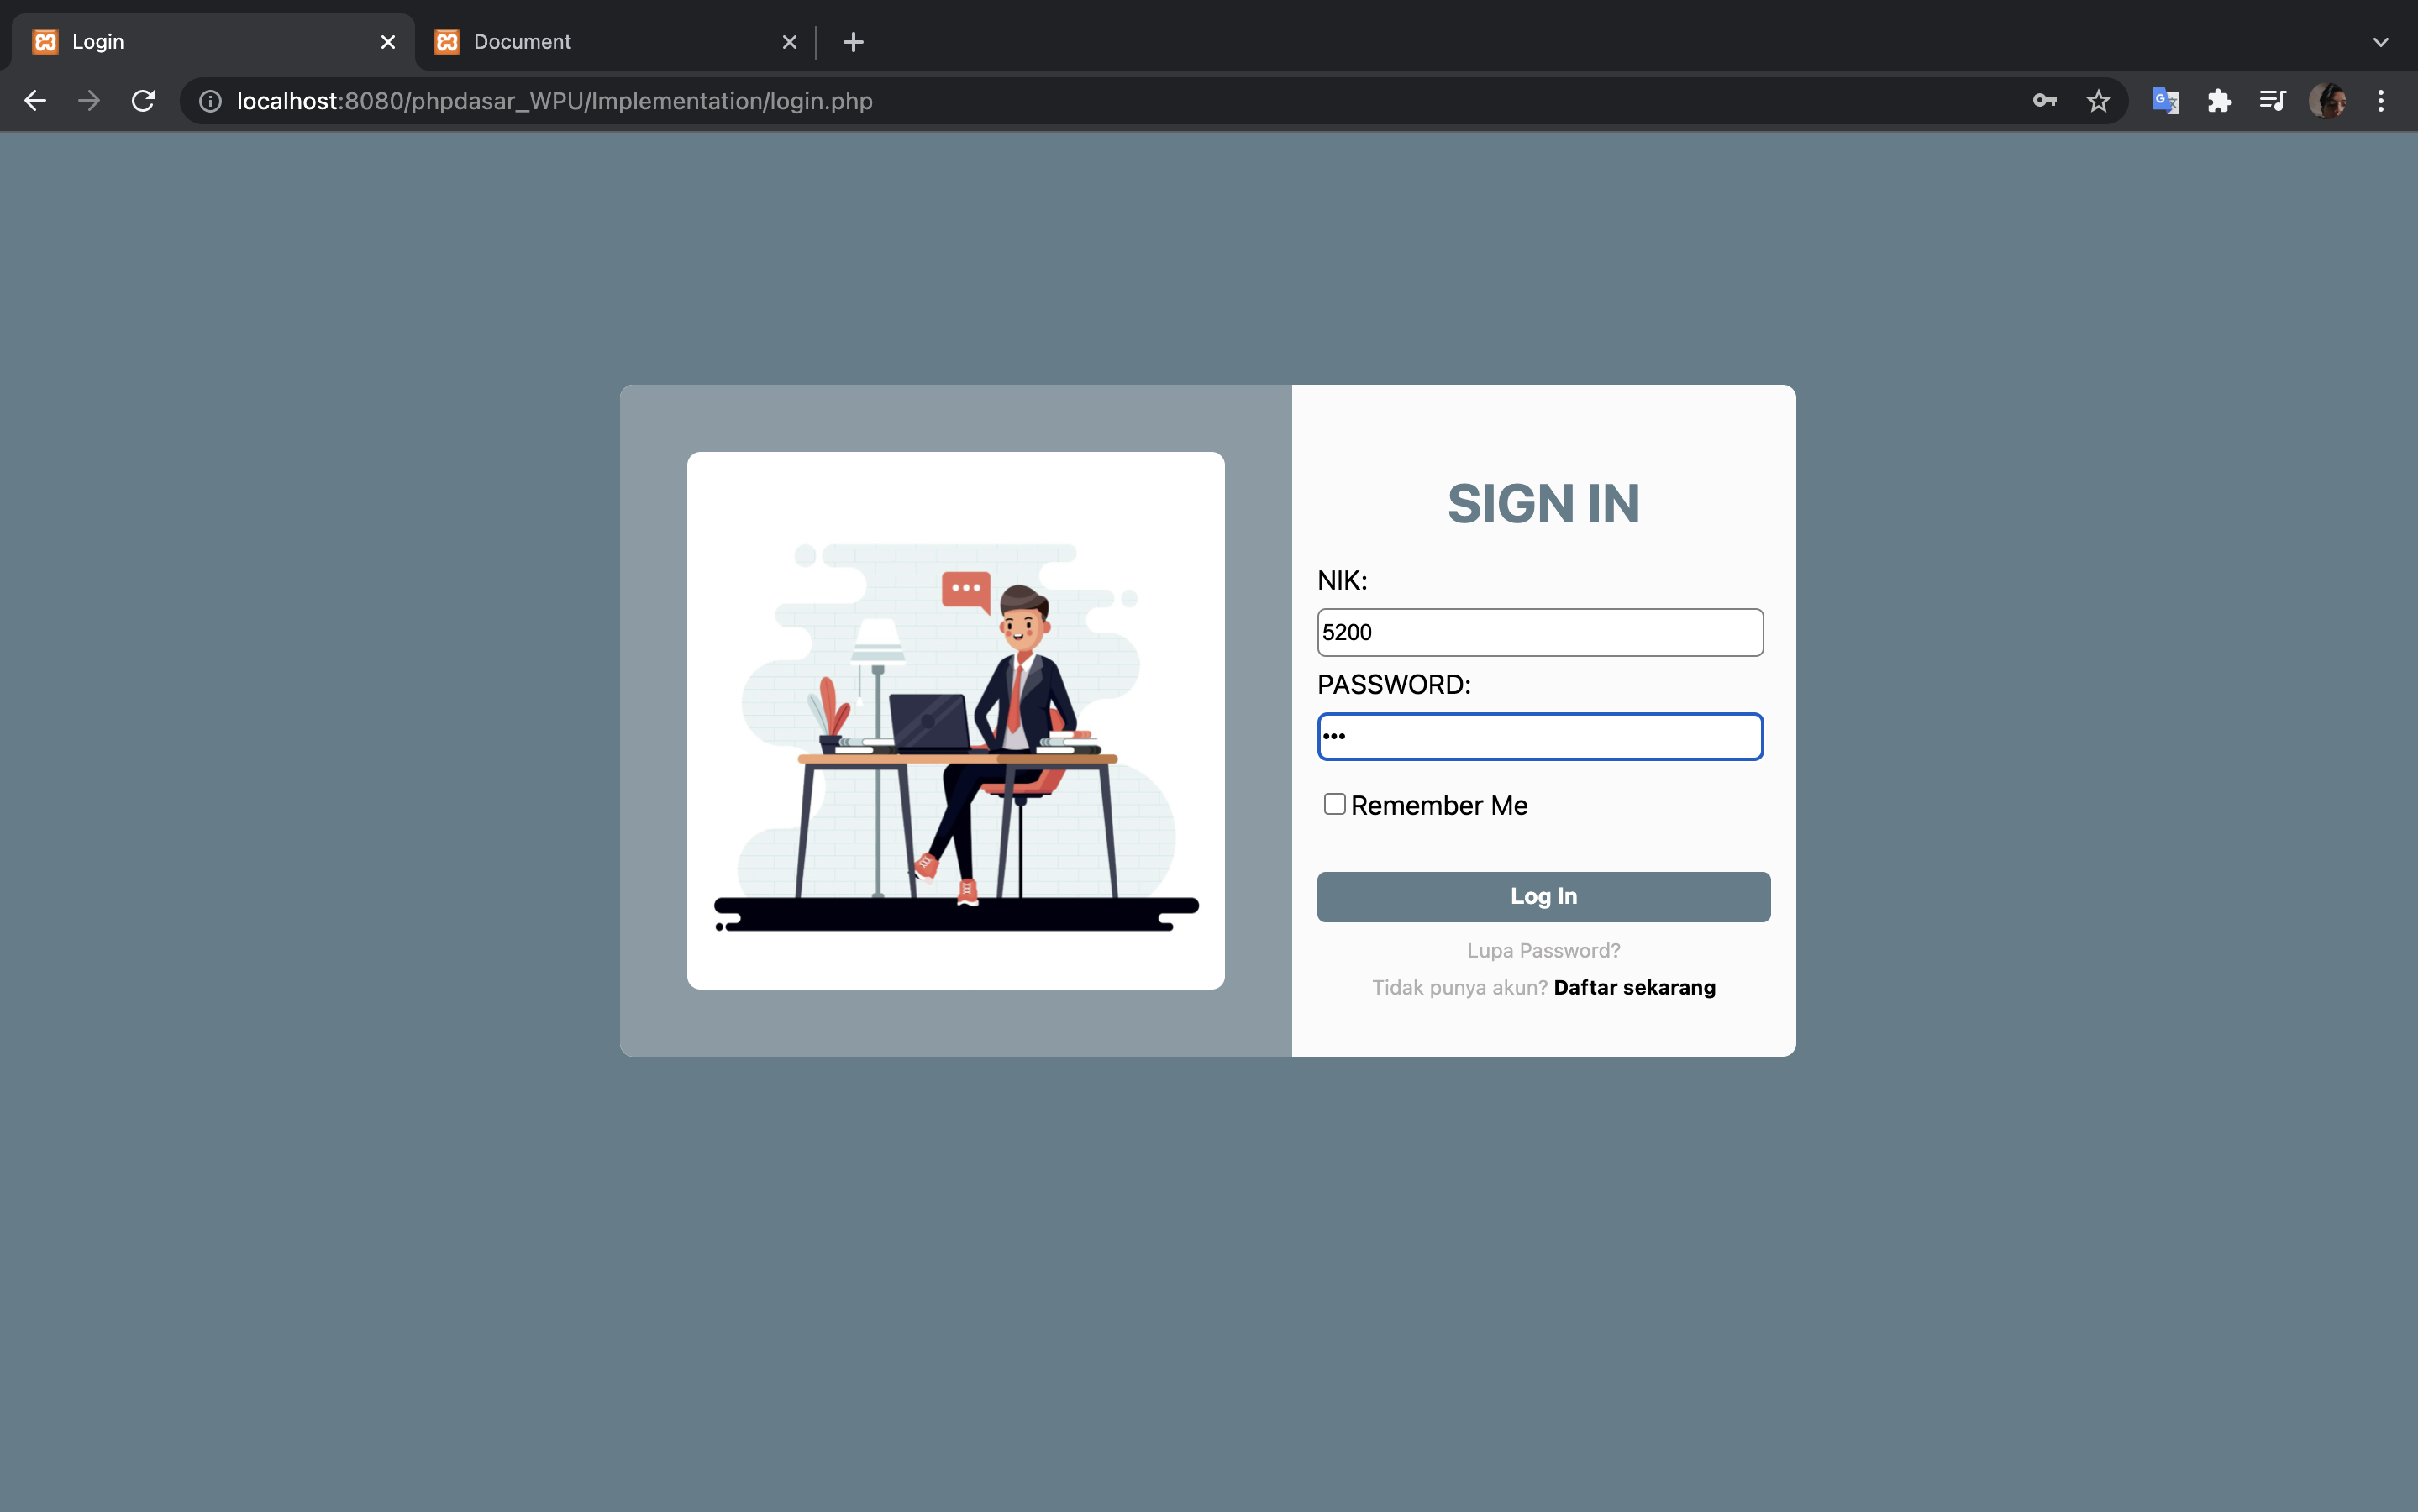 Login
Document
localhost:8080/phpdasar_WPU/Implementation/login.php
SIGN IN
NIK:
5200
PASSWORD:
•••
Remember Me
Log In
Lupa Password?
Tidak punya akun? Daftar sekarang